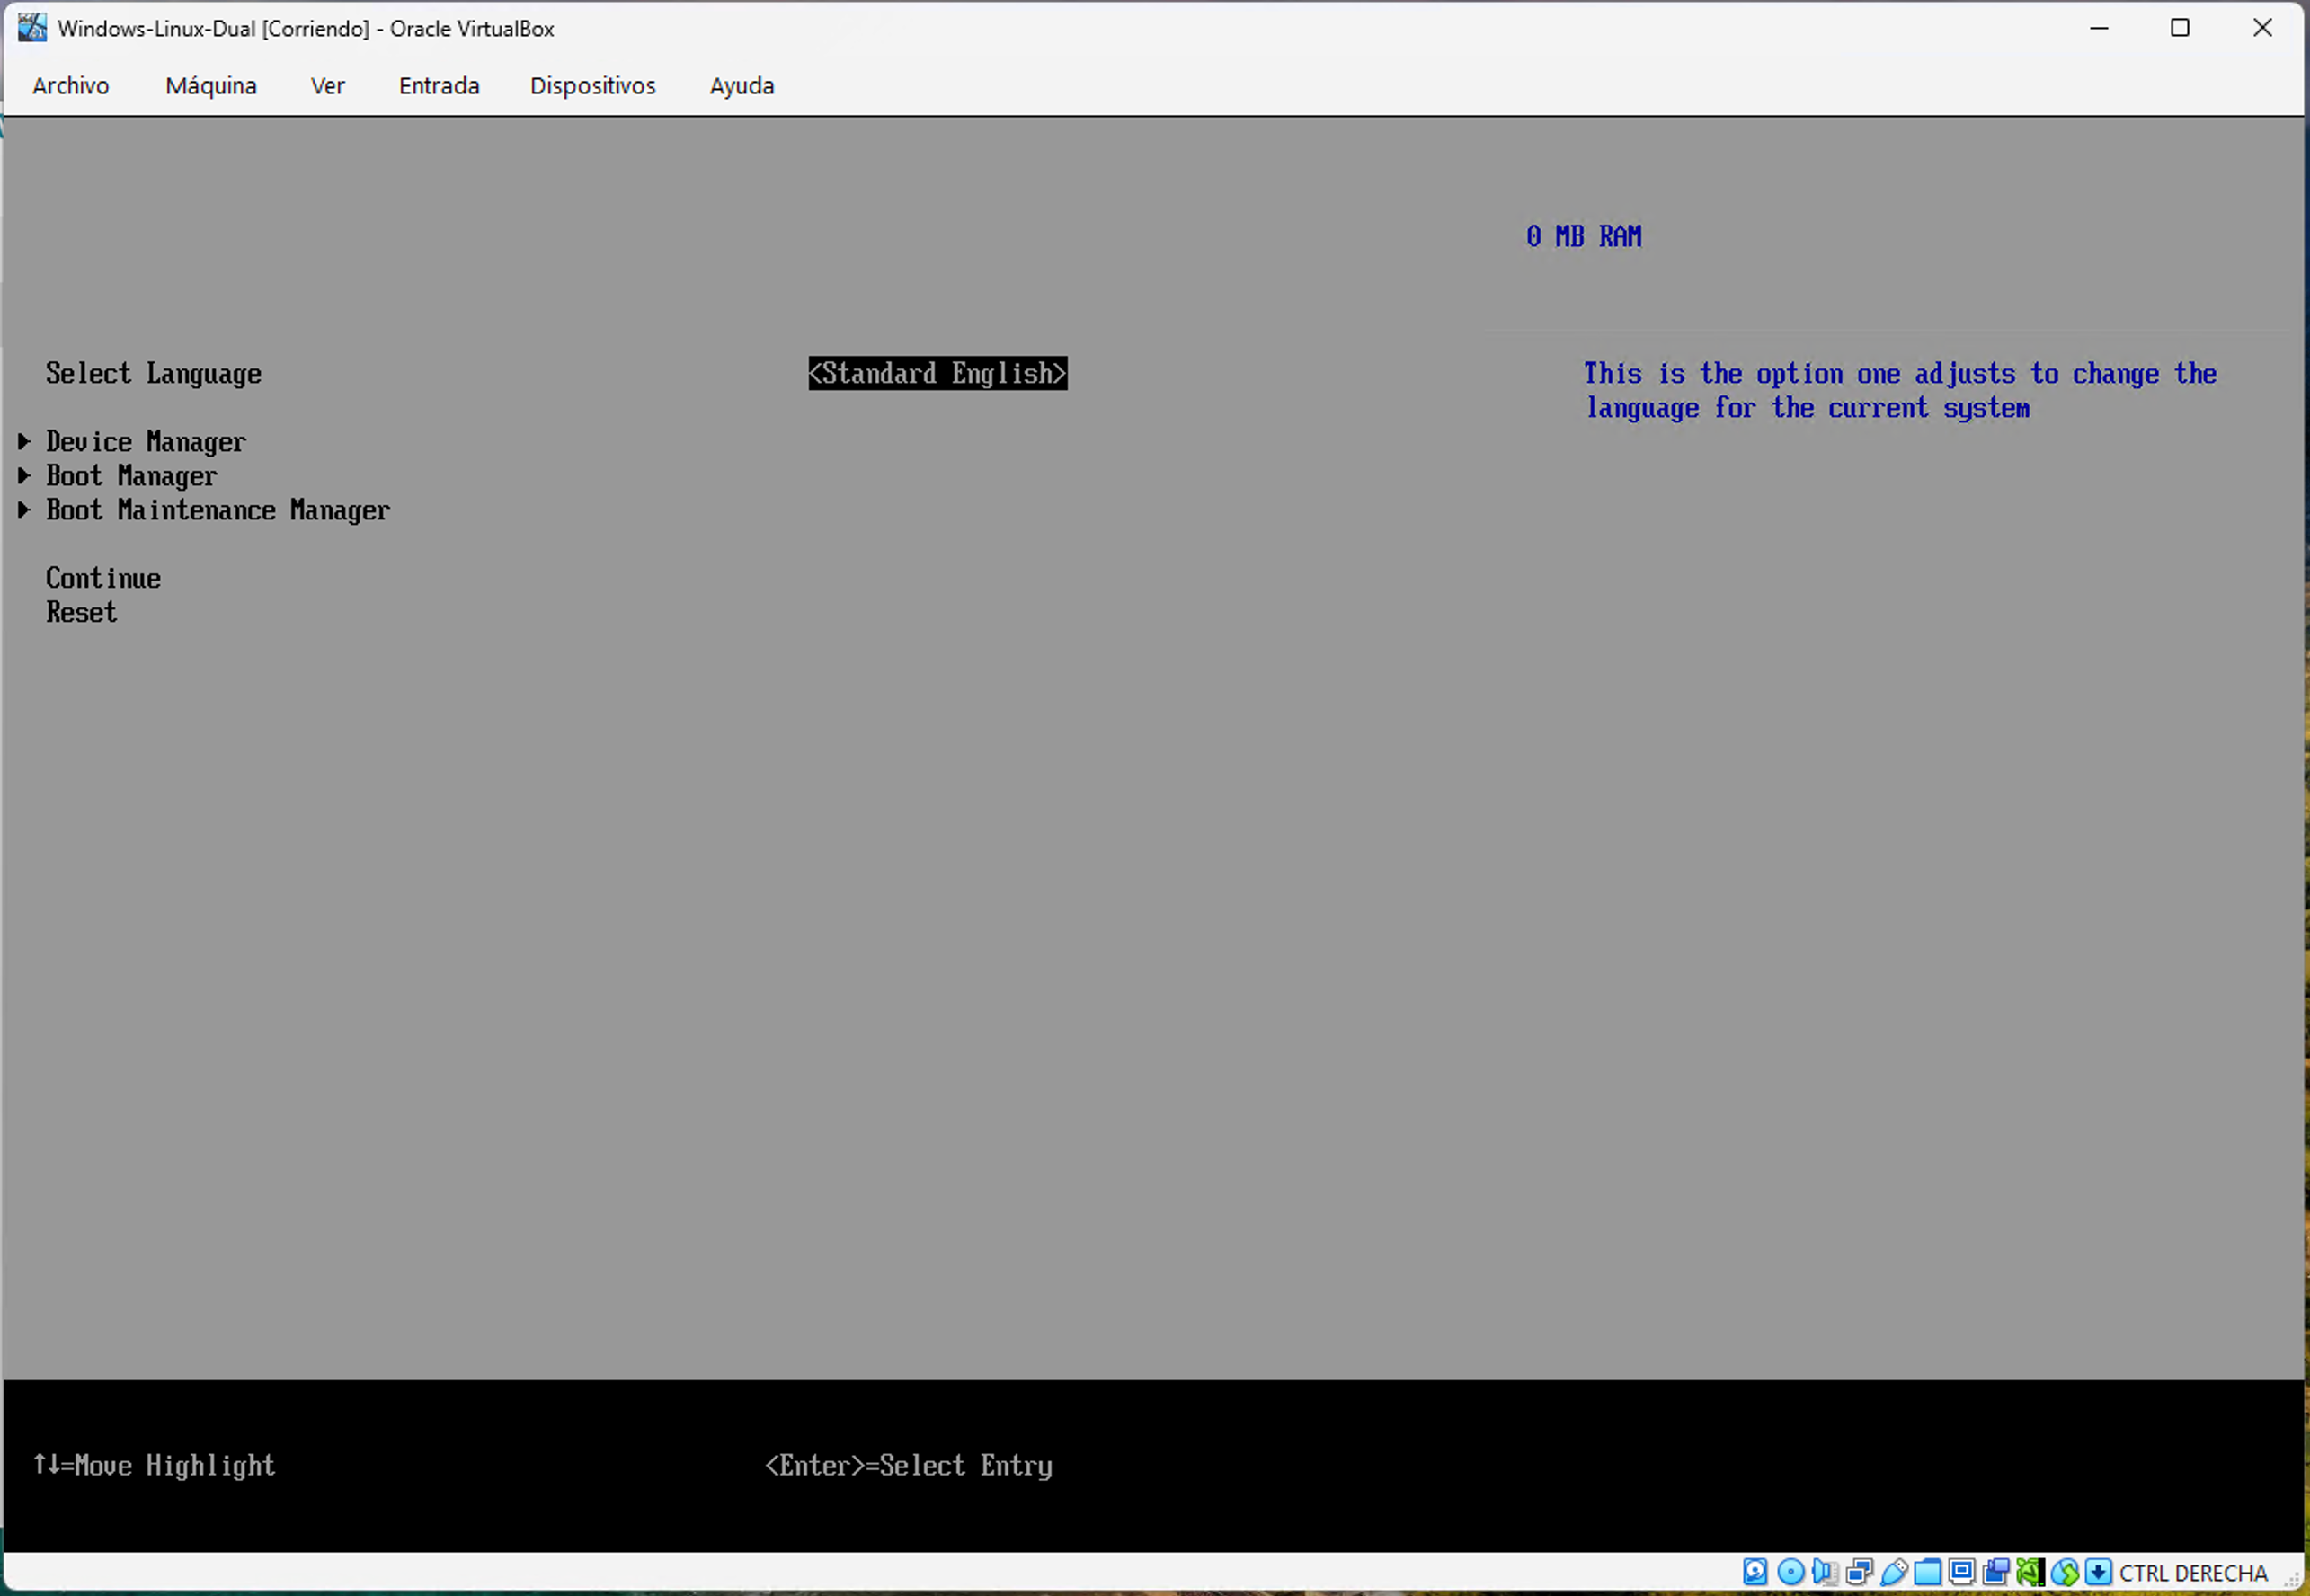 Windows-Linux-Dual [Corriendo] - Oracle VirtualBox
Archivo Máquina Ver Entrada Dispositivos Ayuda
0 MB RAM
Select Language <Standard English> This is the option one adjusts to change the
language for the current system
Device Manager
Boot Manager
Boot Maintenance Manager
Continue
Reset
↑↓=Move Highlight <Enter>=Select Entry
CTRL DERECHA